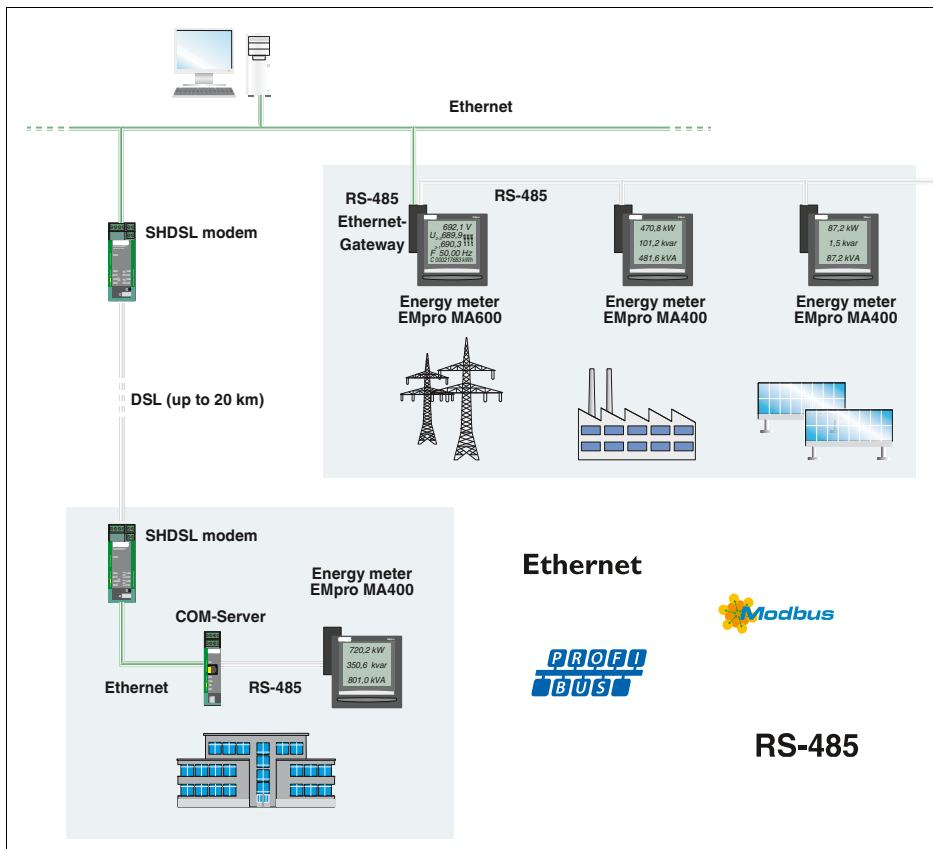 Ethernet
SHDSL modem
RS-485
Ethernet-
Gateway
RS-485
692,1 V
U 689,9
690,3
F 50,00 Hz
C 000217683 kWh
470,8 kW
101,2 kvar
481,6 kVA
87,2 kW
1,5 kvar
87,2 kVA
Energy meter
EMpro MA600
Energy meter
EMpro MA400
Energy meter
EMpro MA400
DSL (up to 20 km)
SHDSL modem
Energy meter
EMpro MA400
COM-Server
720,2 kW
350,6 kvar
801,0 kVA
Ethernet
RS-485
Ethernet
Modbus
PROFI
BUS
RS-485